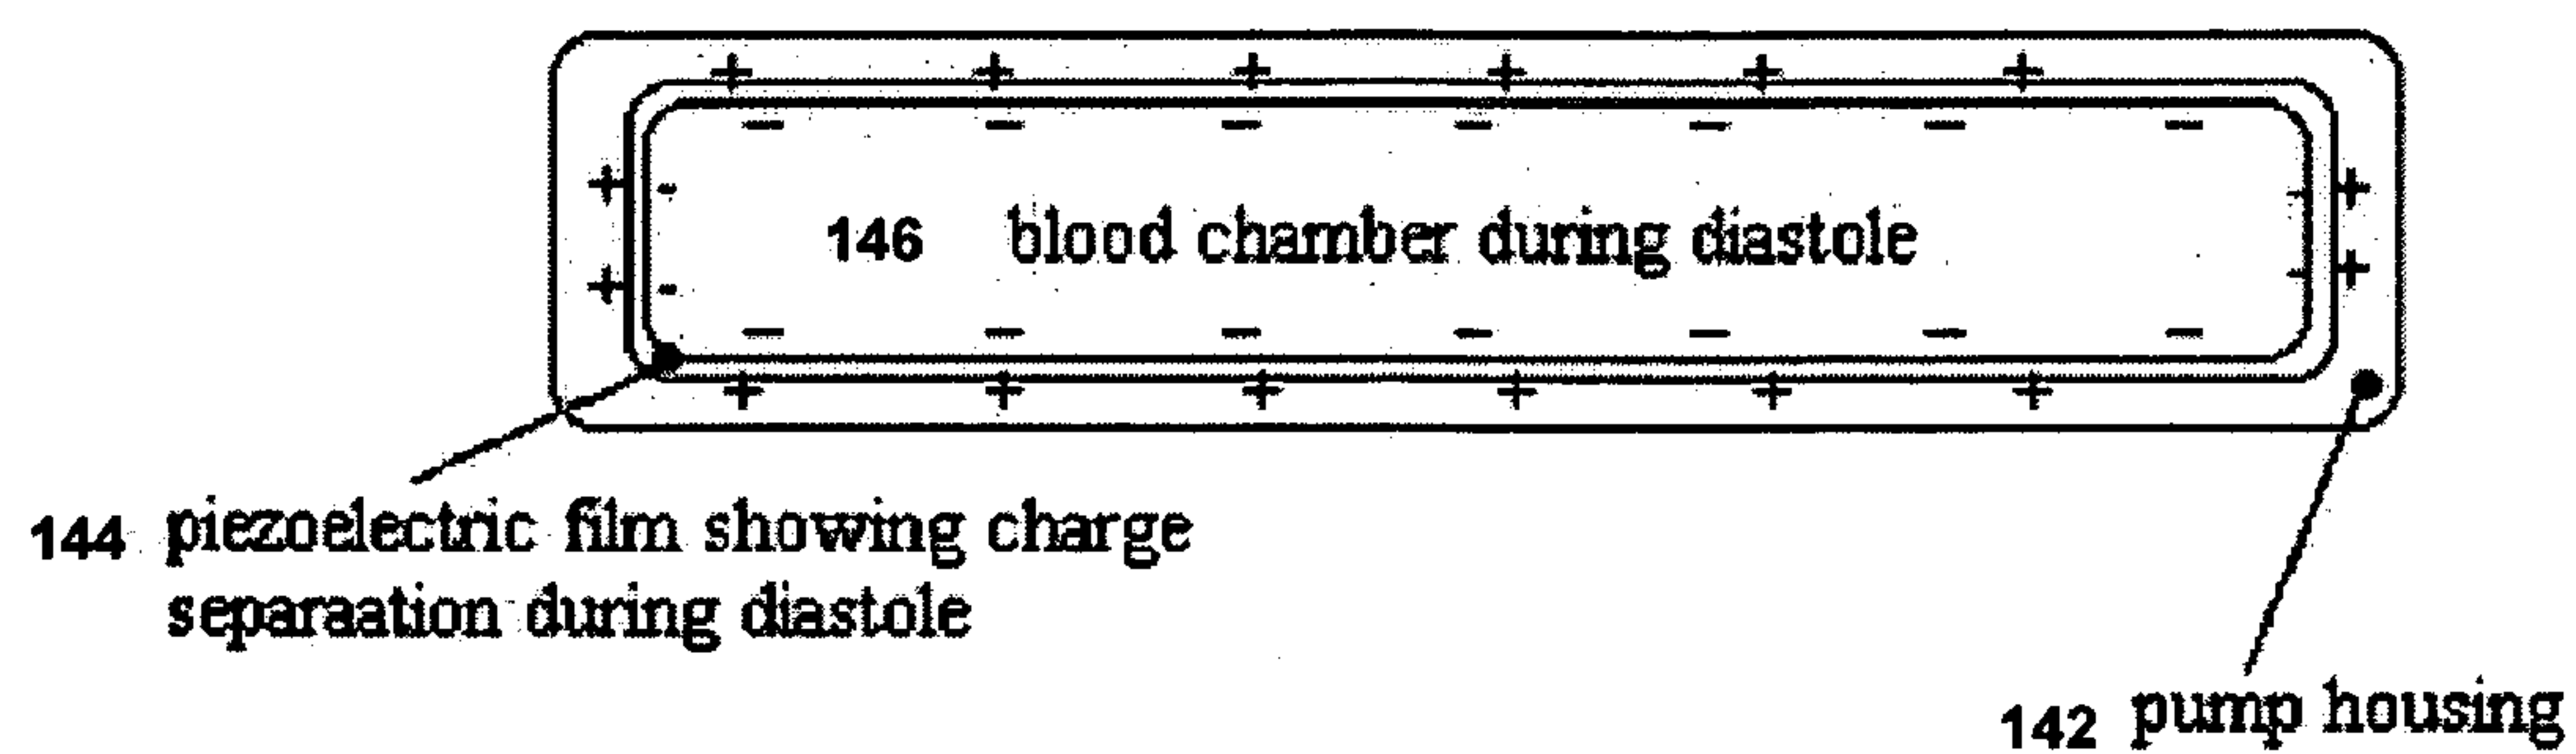 146 blood chamber during diastole
144 piezoelectric film showing charge
separaation during diastole
142 pump housing